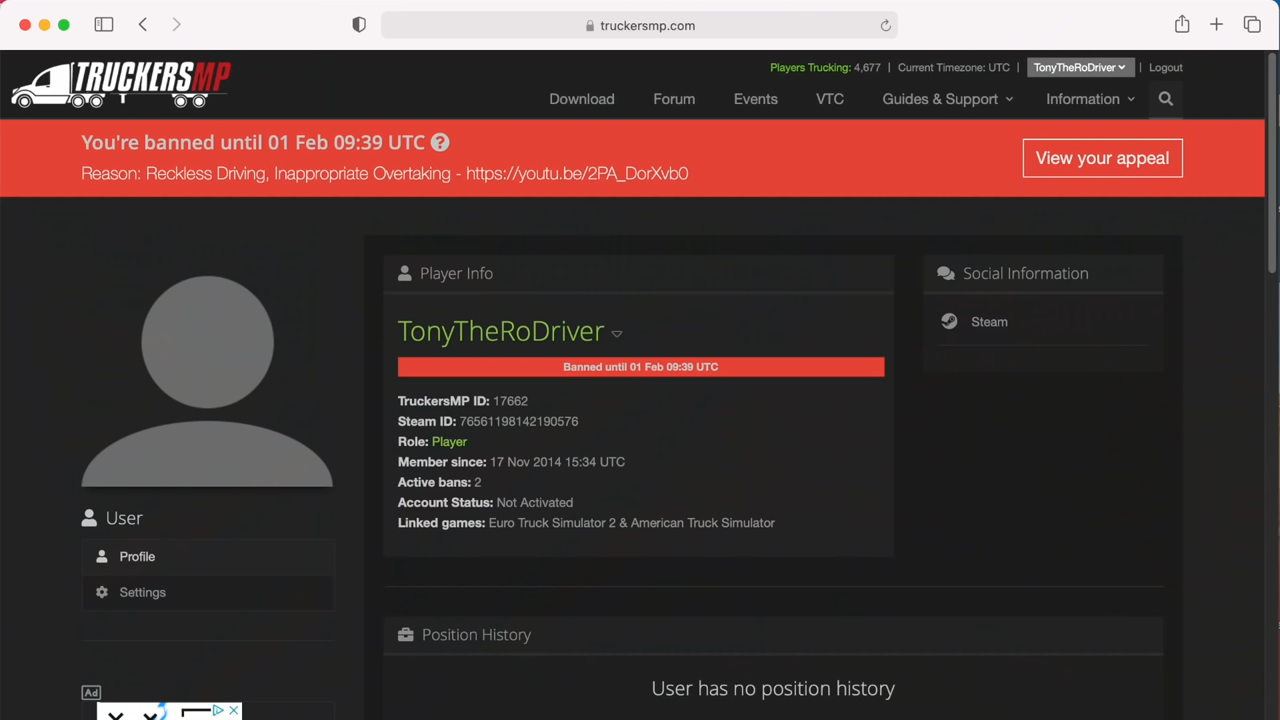 truckersmp.com
TRUCKERSMP
Players Trucking: 4,677 | Current Timezone: UTC | TonyTheRoDriver | Logout
Download Forum Events VTC Guides & Support Information
You're banned until 01 Feb 09:39 UTC ?
Reason: Reckless Driving, Inappropriate Overtaking - https://youtu.be/2PA_DorXvb0
View your appeal
Player Info
TonyTheRoDriver
Banned until 01 Feb 09:39 UTC
TruckersMP ID: 17662
Steam ID: 76561198142190576
Role: Player
Member since: 17 Nov 2014 15:34 UTC
Active bans: 2
Account Status: Not Activated
Linked games: Euro Truck Simulator 2 & American Truck Simulator
Social Information
Steam
User
Profile
Settings
Position History
User has no position history
Ad